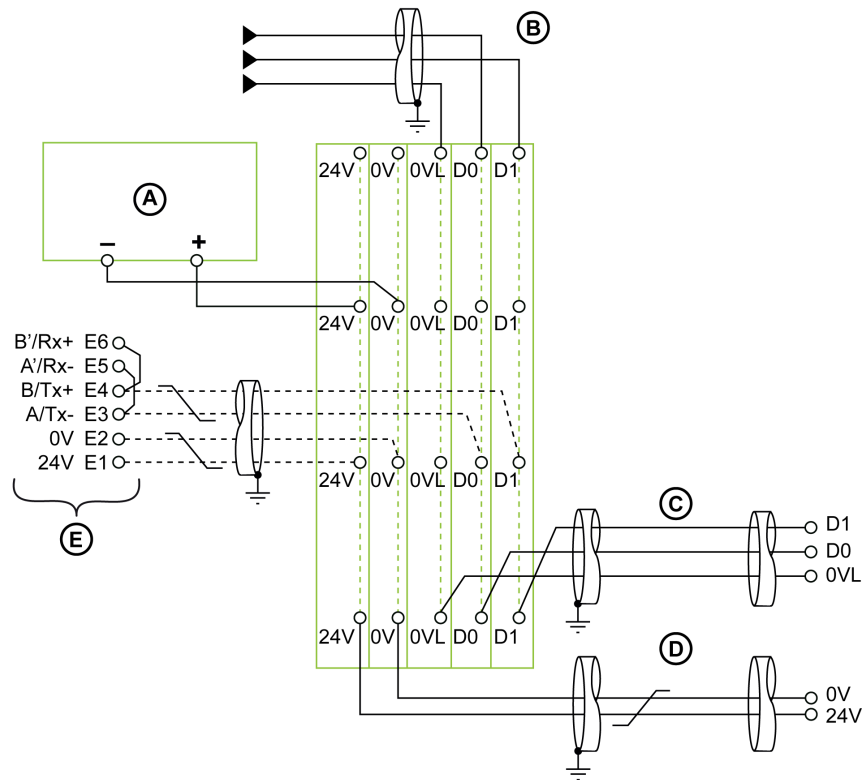 B
24V 0V 0VL D0 D1
A
− +
24V 0V 0VL D0 D1
B’/Rx+ E6
A’/Rx- E5
B/Tx+ E4
A/Tx- E3
0V E2
24V E1
24V 0V 0VL D0 D1
E
C
D1
D0
0VL
24V 0V 0VL D0 D1
D
0V
24V